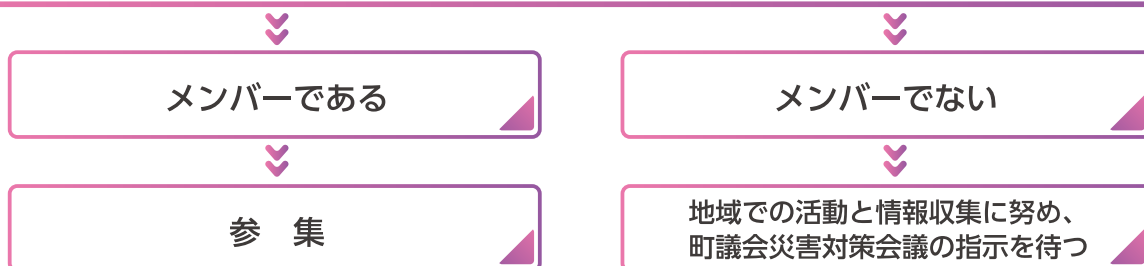 メンバーである
メンバーでない
参　集
地域での活動と情報収集に努め、
町議会災害対策会議の指示を待つ